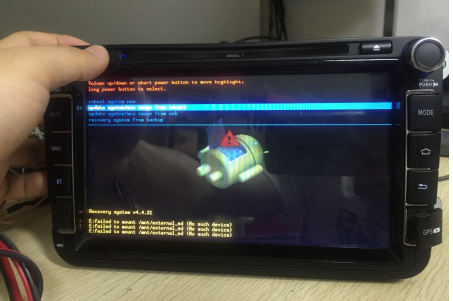 Volume up/down or short power button to move highlight;
long power button to select.
reboot system now
update system/mcu image from sdcard
update system/mcu image from usb
recovery system from backup
Recovery system v4.4.21
E:failed to mount /mnt/external_sd (No such device)
E:failed to mount /mnt/external_sd (No such device)
E:failed to mount /mnt/external_sd (No such device)
NAVI
BT
MIC
PUSH
MODE
GPS